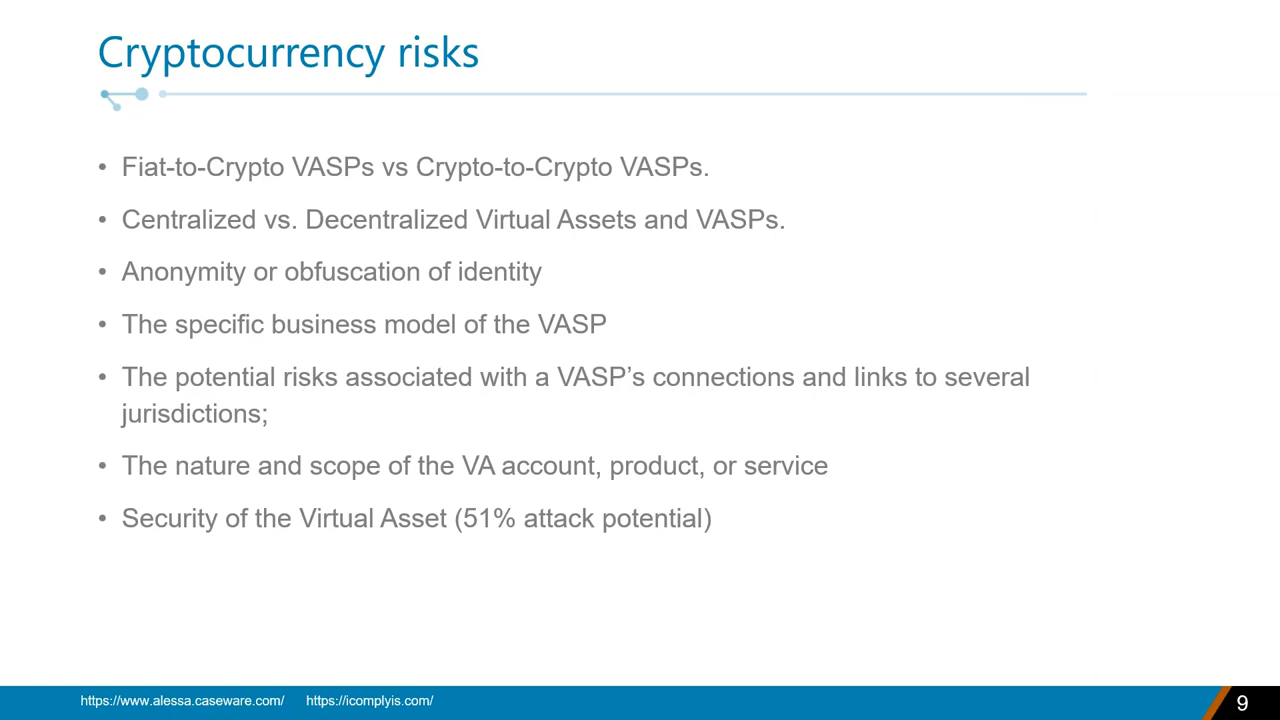 Cryptocurrency risks
• Fiat-to-Crypto VASPs vs Crypto-to-Crypto VASPs.
• Centralized vs. Decentralized Virtual Assets and VASPs.
• Anonymity or obfuscation of identity
• The specific business model of the VASP
• The potential risks associated with a VASP’s connections and links to several
jurisdictions;
• The nature and scope of the VA account, product, or service
• Security of the Virtual Asset (51% attack potential)
https://www.alessa.caseware.com/ https://icomplyis.com/
9